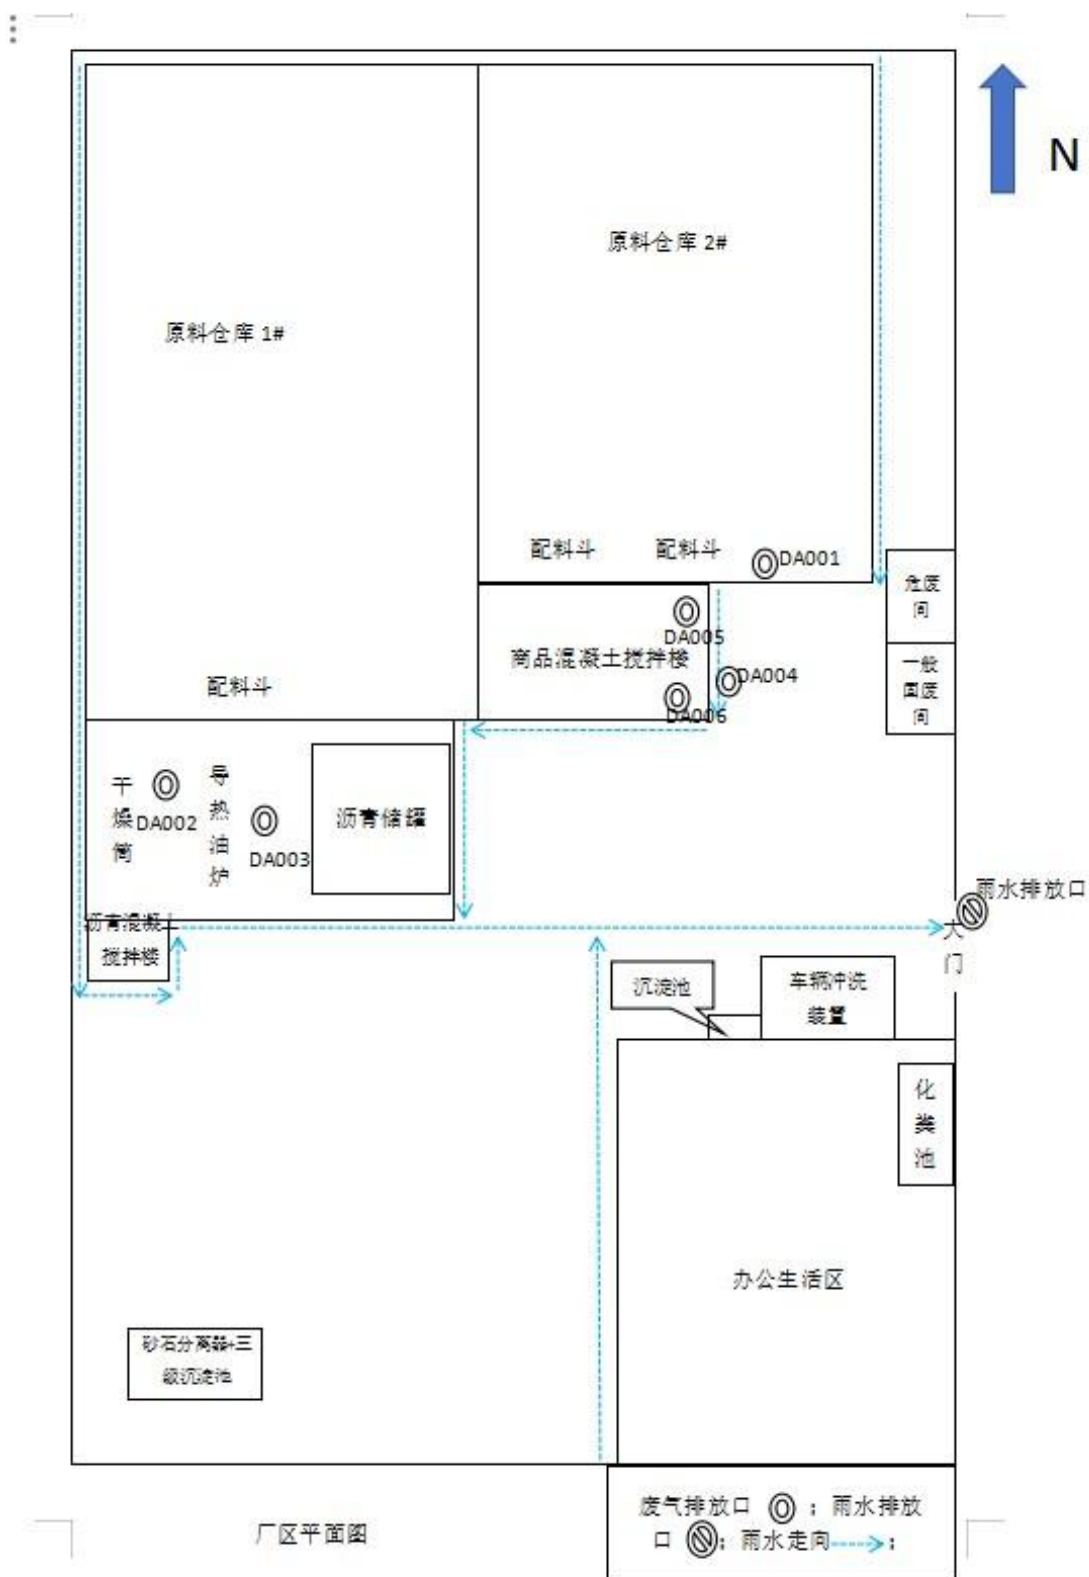 N
原料仓库 2#
原料仓库 1#
配料斗
配料斗
DA001
危废
间
DA005
商品混凝土搅拌楼
一般
固废
间
DA004
DA006
配料斗
干
燥
筒
DA002
导
热
油
炉
DA003
沥青储罐
雨水排放口
大
门
沥青混凝土
搅拌楼
沉淀池
车辆冲洗
装置
化
粪
池
办公生活区
砂石分离器+三
级沉淀池
废气排放口 ；雨水排放
口 ；雨水走向 ；
厂区平面图